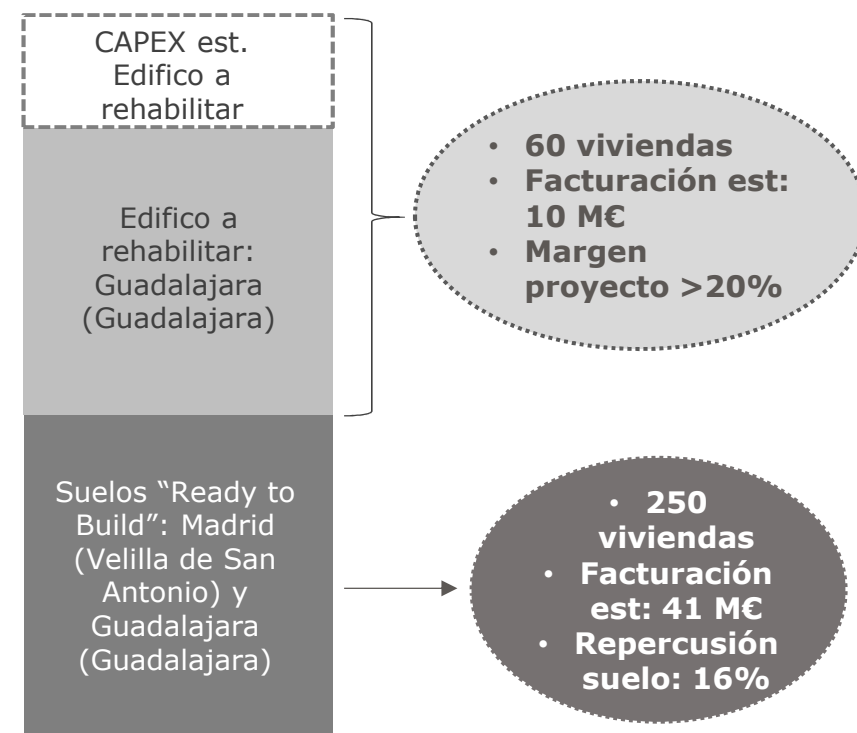 CAPEX est.
Edifico a
rehabilitar
Edifico a
rehabilitar:
Guadalajara
(Guadalajara)
• 60 viviendas
• Facturación est:
10 M€
• Margen
proyecto >20%
Suelos “Ready to
Build”: Madrid
(Velilla de San
Antonio) y
Guadalajara
(Guadalajara)
• 250
viviendas
• Facturación
est: 41 M€
• Repercusión
suelo: 16%